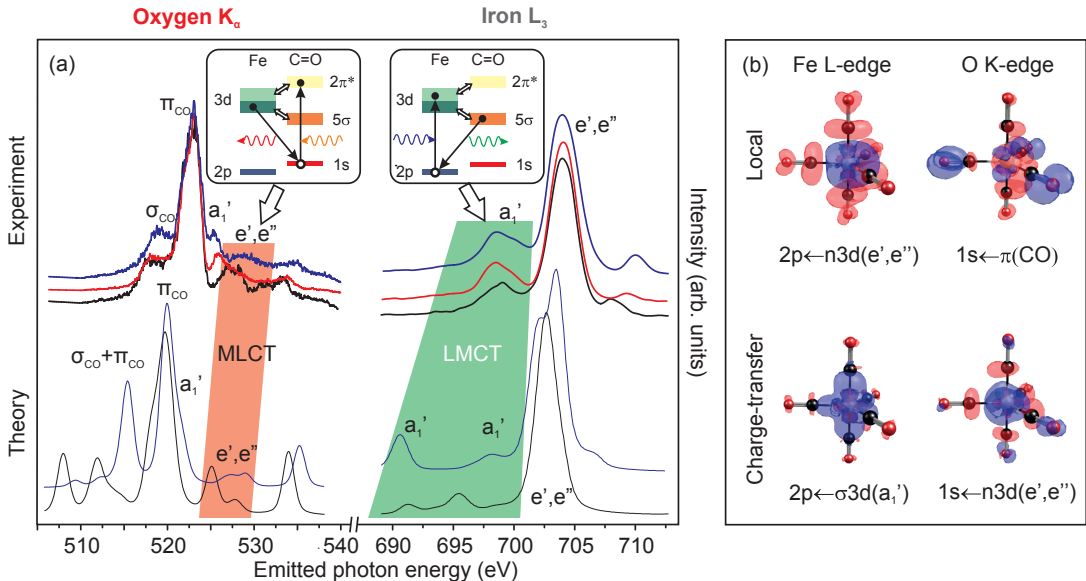 Oxygen Kα
Iron L3
(a)
Fe C=O
2π*
3d
5σ
2p
1s
Fe C=O
2π*
3d
5σ
2p
1s
πCO
σCO
a1'
e',e"
a1'
e',e"
Experiment
πCO
σCO+πCO
a1'
MLCT
e',e"
LMCT
a1'
a1'
e',e"
Theory
Intensity (arb. units)
510 520 530 540 690 695 700 705 710
Emitted photon energy (eV)
(b)
Fe L-edge O K-edge
Local
2p←n3d(e',e'') 1s←π(CO)
Charge-transfer
2p←σ3d(a1') 1s←n3d(e',e'')